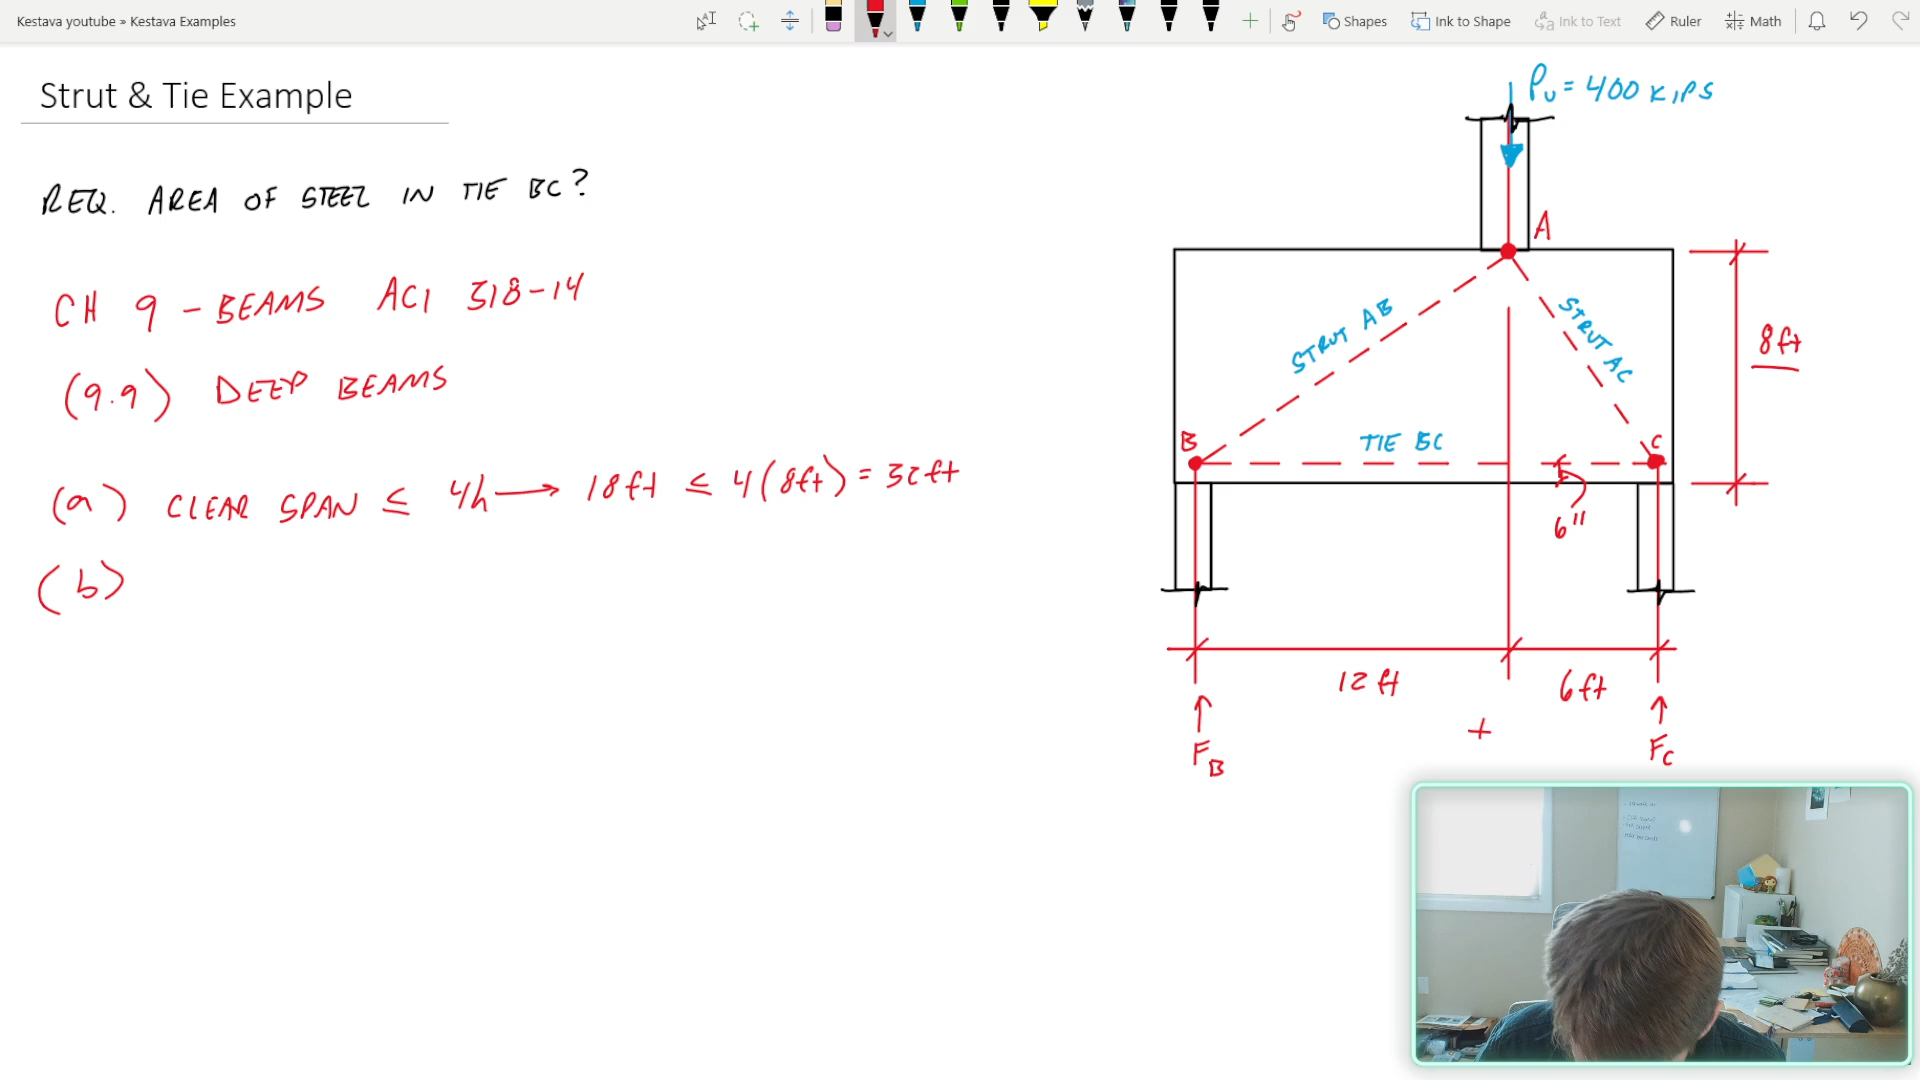 Kestava youtube » Kestava Examples
Shapes
Ink to Shape
Ink to Text
Ruler
Math
Strut & Tie Example
REQ. AREA OF STEEL IN TIE BC?
CH 9 - BEAMS ACI 318-14
(9.9) DEEP BEAMS
(a) CLEAR SPAN ≤ 4h → 18ft ≤ 4(8ft) = 32ft
(b)
Pu = 400 KIPS
A
STRUT AB
STRUT AC
8ft
B
TIE BC
C
6"
12 ft
6 ft
+
FB
FC